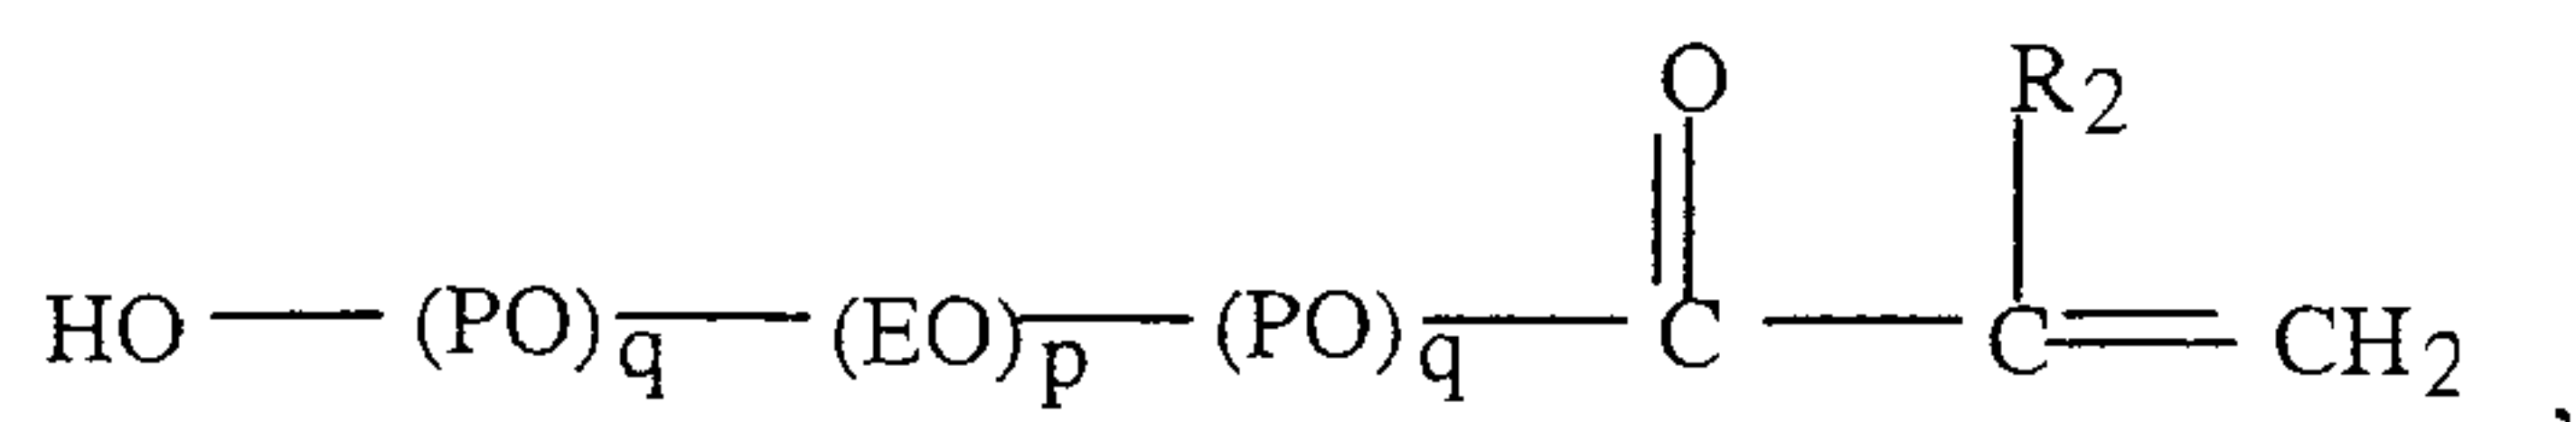 O R2
HO (PO)q (EO)p (PO)q C C CH2 ,